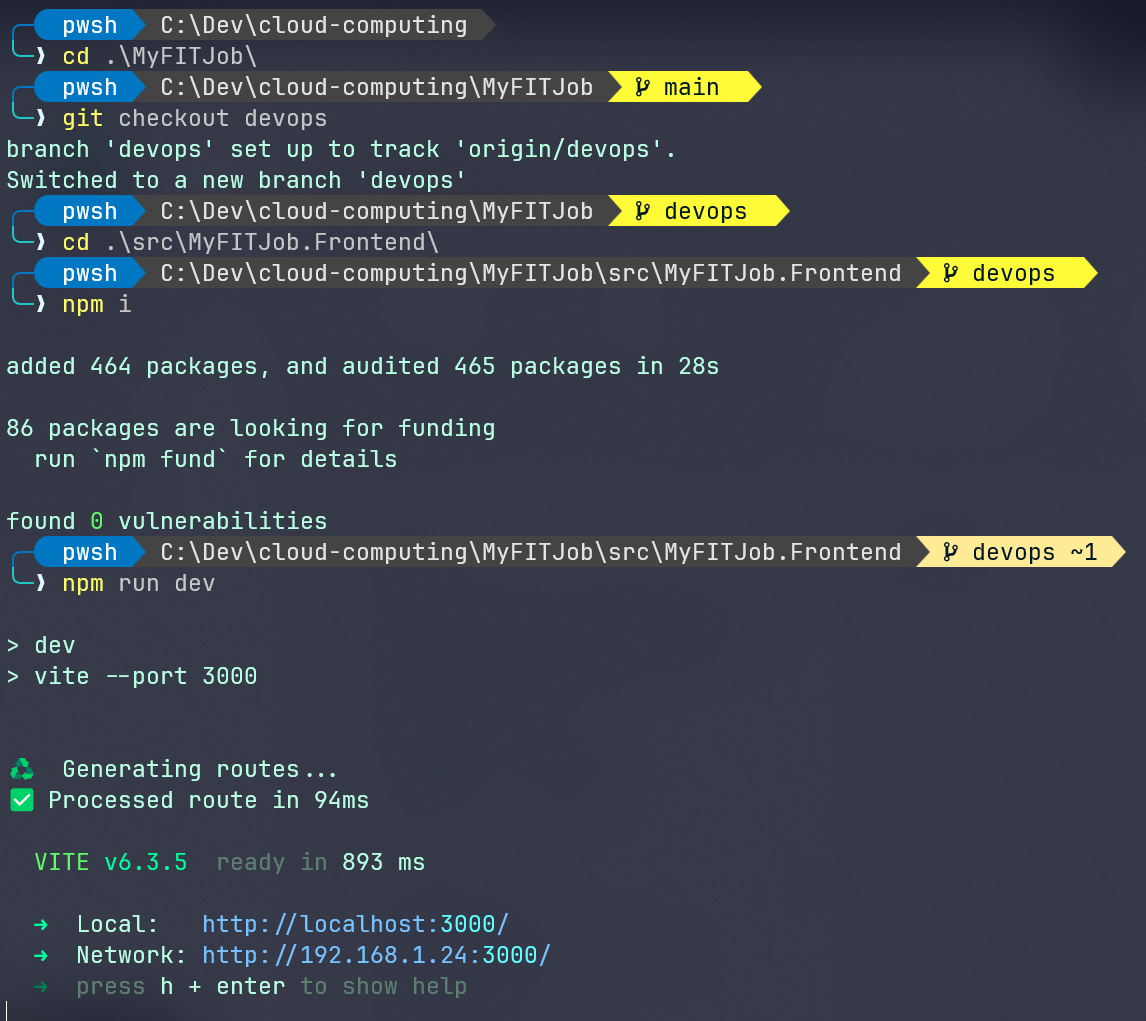 pwsh C:\Dev\cloud-computing
❯ cd .\MyFITJob\
pwsh C:\Dev\cloud-computing\MyFITJob main
❯ git checkout devops
branch 'devops' set up to track 'origin/devops'.
Switched to a new branch 'devops'
pwsh C:\Dev\cloud-computing\MyFITJob devops
❯ cd .\src\MyFITJob.Frontend\
pwsh C:\Dev\cloud-computing\MyFITJob\src\MyFITJob.Frontend devops
❯ npm i
added 464 packages, and audited 465 packages in 28s
86 packages are looking for funding
run `npm fund` for details
found 0 vulnerabilities
pwsh C:\Dev\cloud-computing\MyFITJob\src\MyFITJob.Frontend devops ~1
❯ npm run dev
> dev
> vite --port 3000
♻️ Generating routes...
✅ Processed route in 94ms
VITE v6.3.5 ready in 893 ms
➜ Local: http://localhost:3000/
➜ Network: http://192.168.1.24:3000/
➜ press h + enter to show help